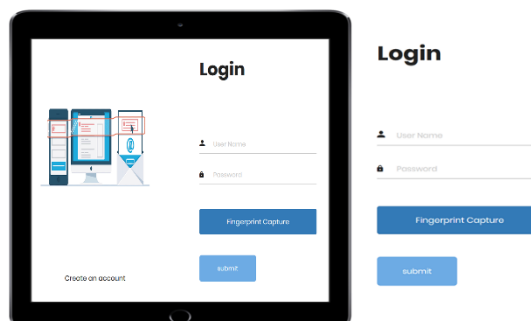 Login
User Name
Password
Fingerprint Capture
submit
Create an account
Login
User Name
Password
Fingerprint Capture
submit